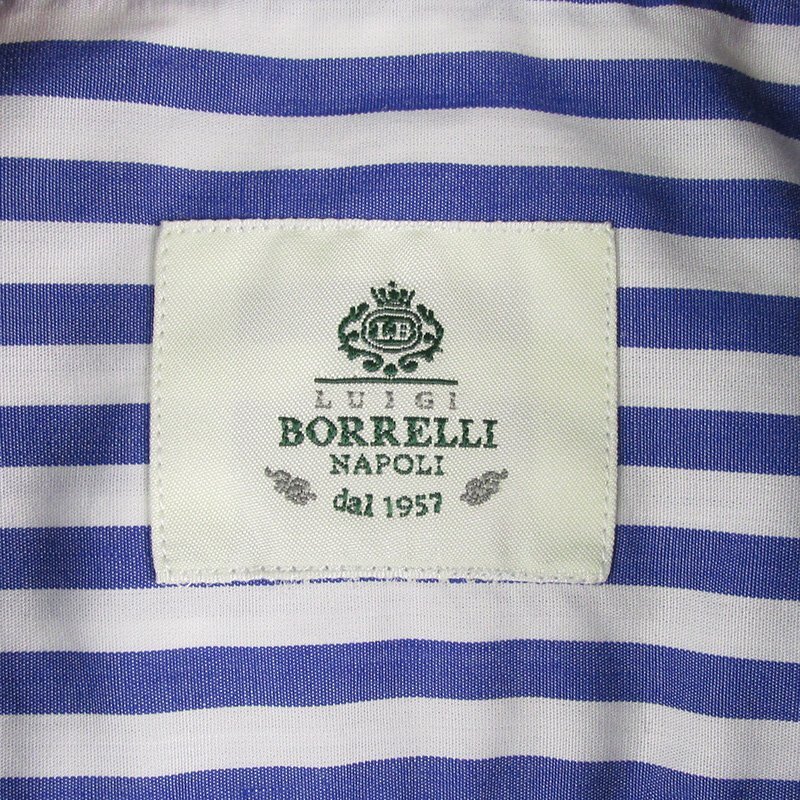 LB
LUIGI
BORRELLI
NAPOLI
dal 1957